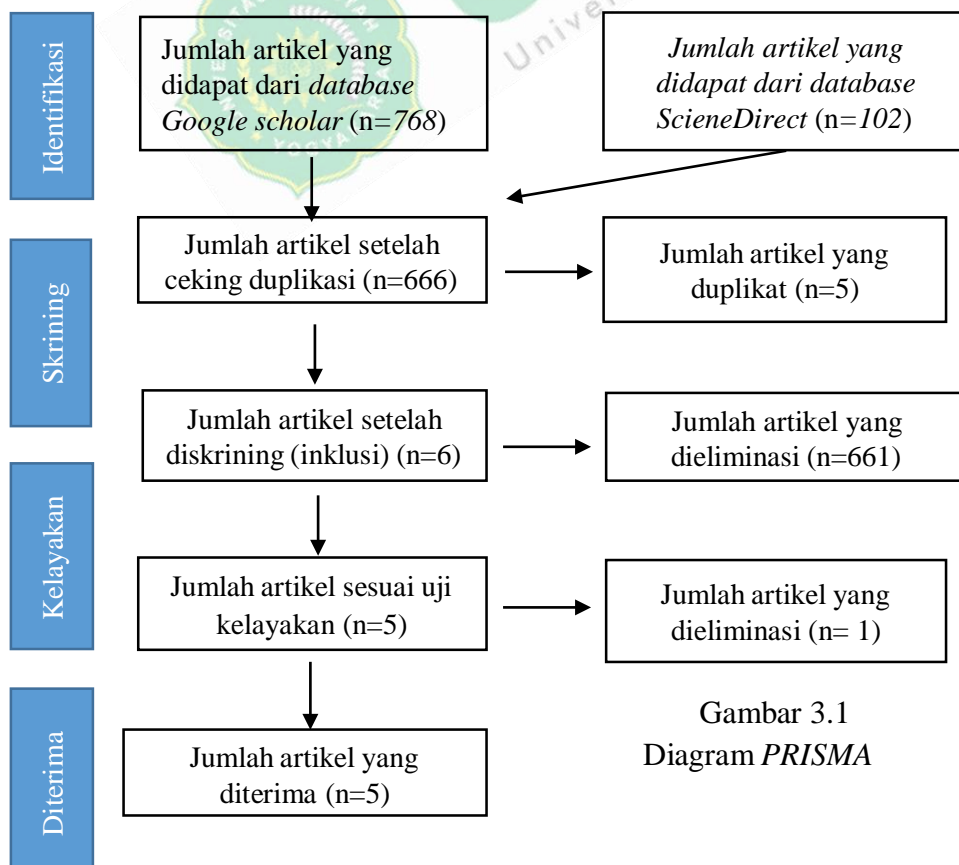 Identifikasi
Jumlah artikel yang
didapat dari database
Google scholar (n=768)
Jumlah artikel yang
didapat dari database
ScieneDirect (n=102)
Skrining
Jumlah artikel setelah
ceking duplikasi (n=666)
Jumlah artikel yang
duplikat (n=5)
Jumlah artikel setelah
diskrining (inklusi) (n=6)
Jumlah artikel yang
dieliminasi (n=661)
Kelayakan
Jumlah artikel sesuai uji
kelayakan (n=5)
Jumlah artikel yang
dieliminasi (n= 1)
Diterima
Jumlah artikel yang
diterima (n=5)
Gambar 3.1
Diagram PRISMA